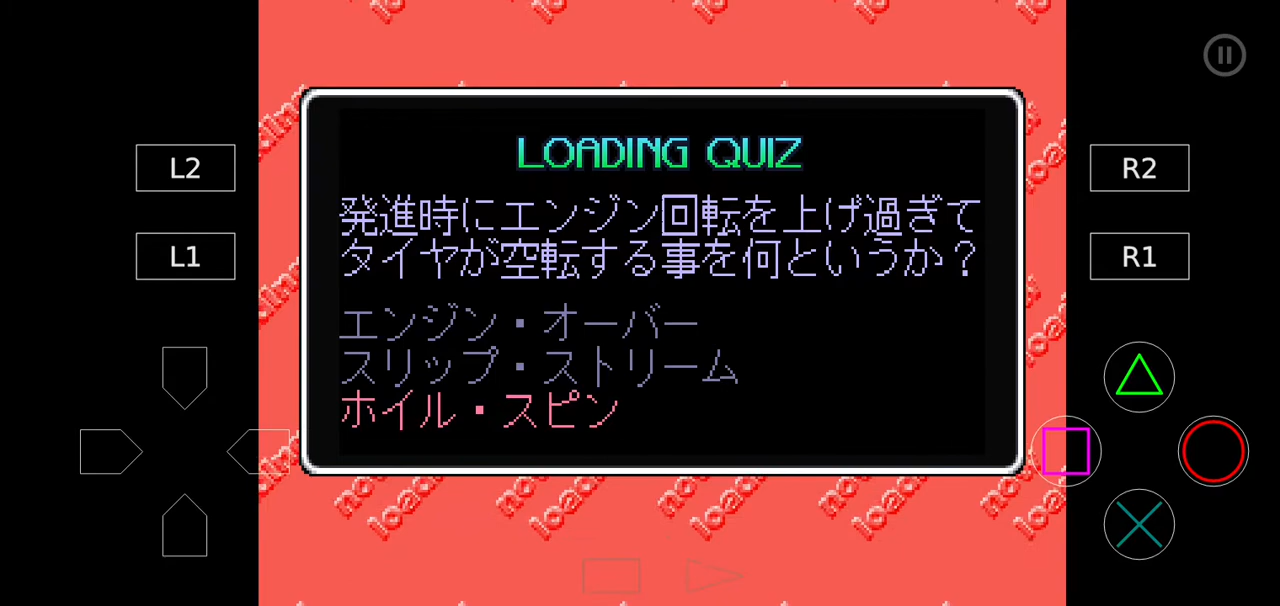 LOADING QUIZ
発進時にエンジン回転を上げ過ぎて
タイヤが空転する事を何というか？
エンジン・オーバー
スリップ・ストリーム
ホイル・スピン
L2
L1
R2
R1
now loading